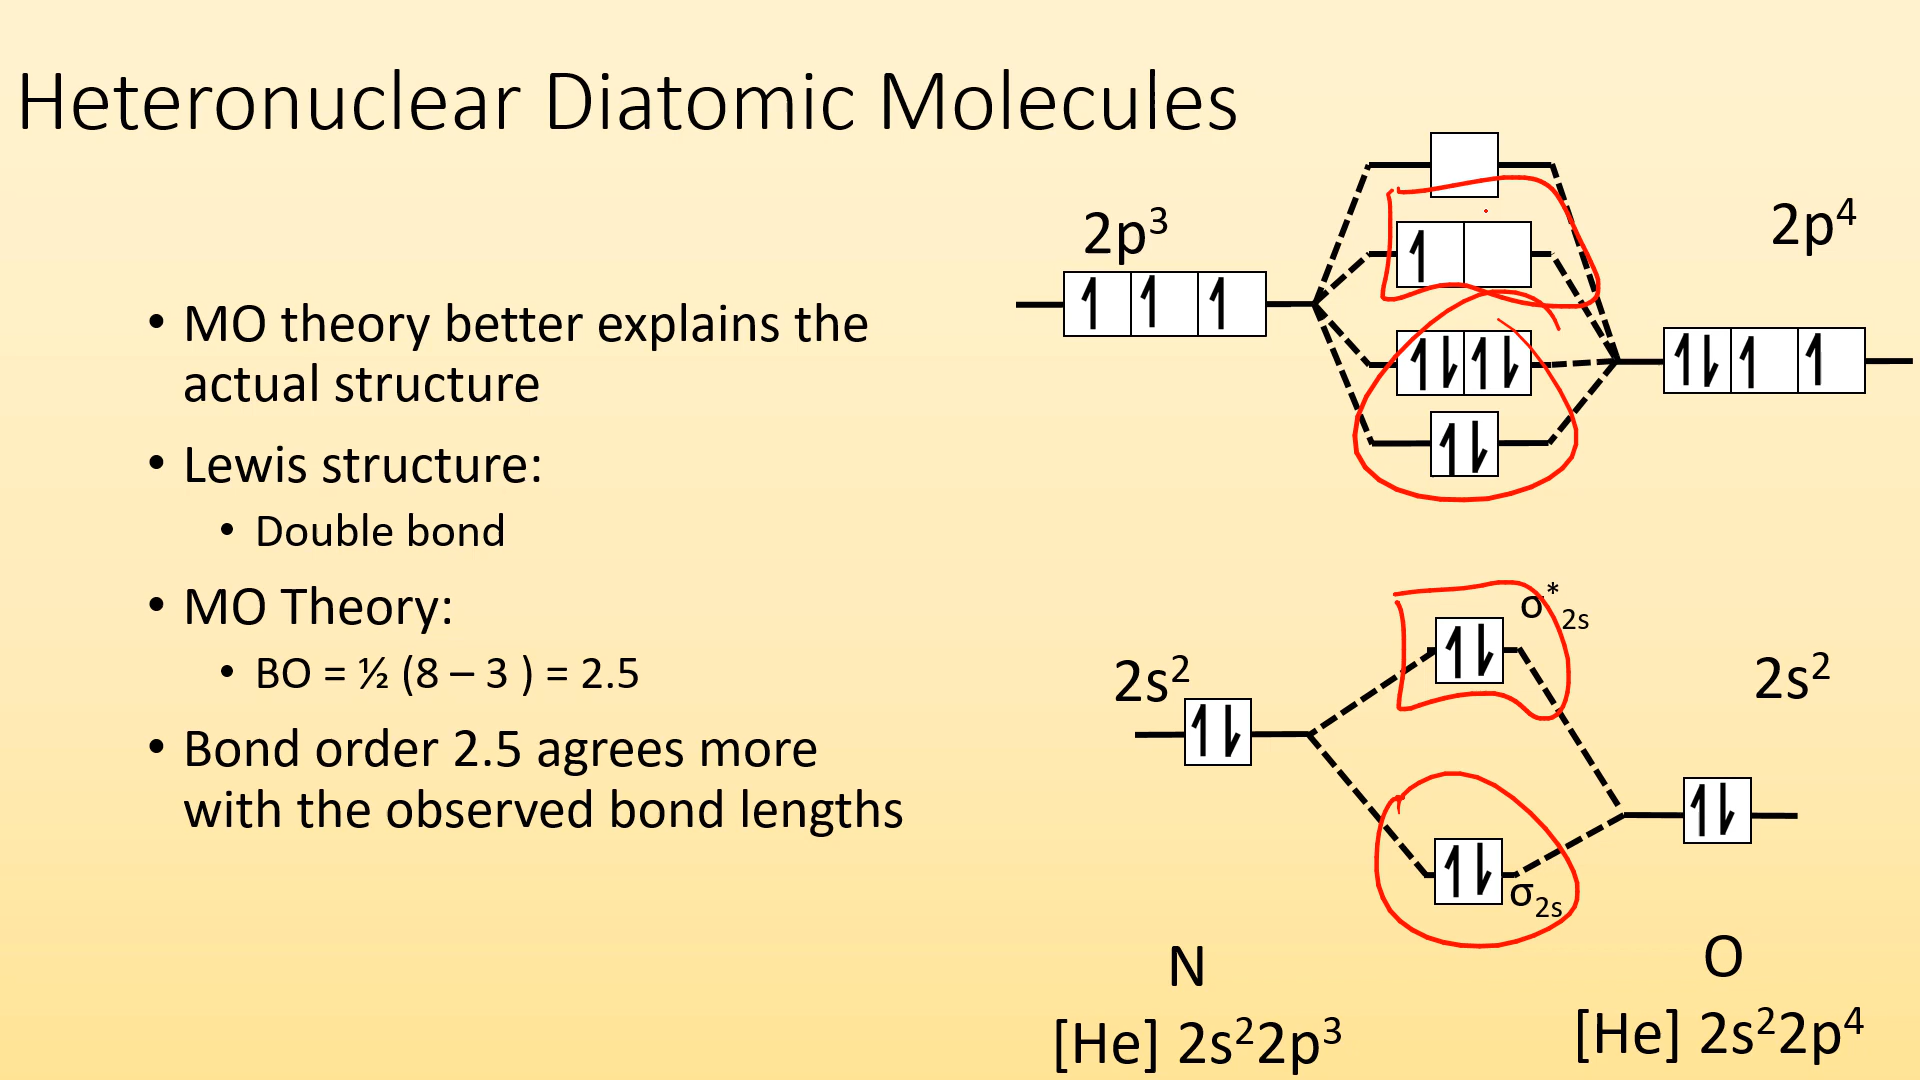 Heteronuclear Diatomic Molecules
• MO theory better explains the
actual structure
• Lewis structure:
• Double bond
• MO Theory:
• BO = ½ (8 – 3 ) = 2.5
• Bond order 2.5 agrees more
with the observed bond lengths
2p³
2p⁴
σ*₂ₛ
2s²
2s²
σ₂ₛ
N
O
[He] 2s²2p³
[He] 2s²2p⁴